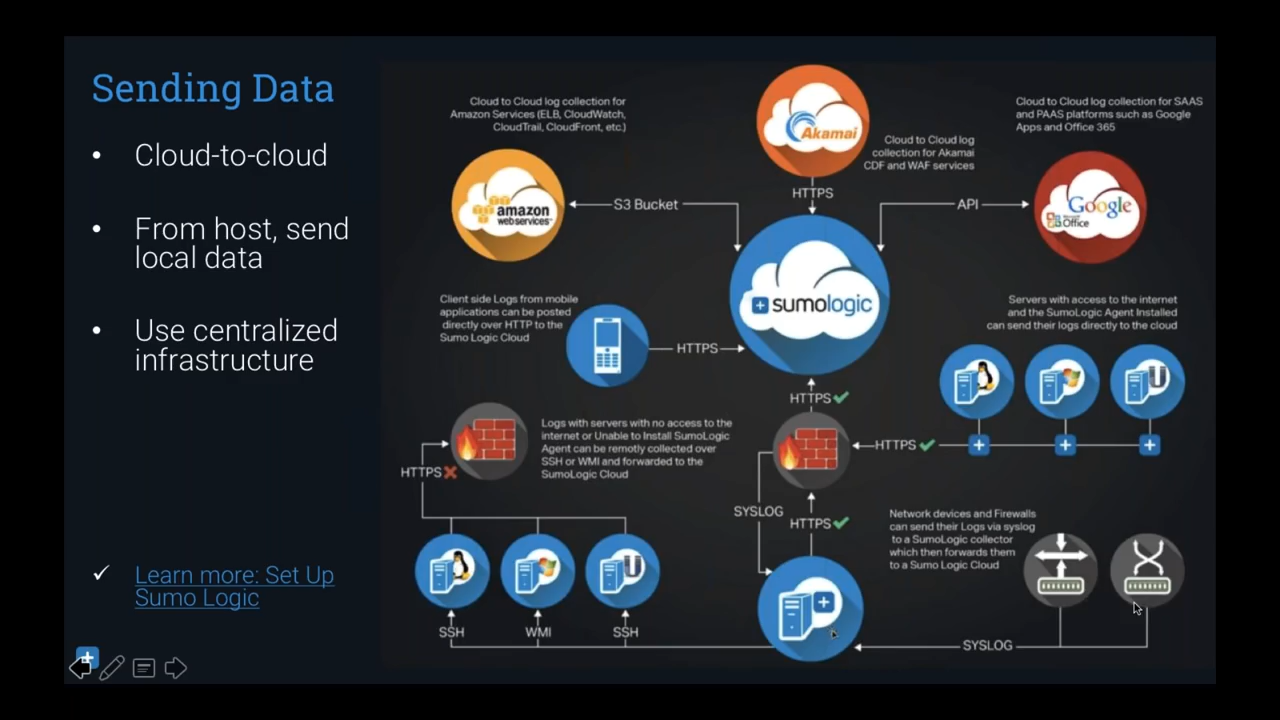 Sending Data
• Cloud-to-cloud
• From host, send
local data
• Use centralized
infrastructure
✓ Learn more: Set Up
Sumo Logic
Cloud to Cloud log collection for
Amazon Services (ELB, CloudWatch,
CloudTrail, CloudFront, etc.)
amazon
webservices™
S3 Bucket
Akamai
Cloud to Cloud log
collection for Akamai
CDF and WAF services
HTTPS
Cloud to Cloud log collection for SAAS
and PAAS platforms such as Google
Apps and Office 365
API
Google
Microsoft
Office
sumologic
Client side Logs from mobile
applications can be posted
directly over HTTP to the
Sumo Logic Cloud
HTTPS
Servers with access to the internet
and the SumoLogic Agent Installed
can send their logs directly to the cloud
U
HTTPS
HTTPS
Logs with servers with no access to the
internet or Unable to Install SumoLogic
Agent can be remotly collected over
SSH or WMI and forwarded to the
SumoLogic Cloud
HTTPS
SYSLOG
HTTPS
Network devices and Firewalls
can send their Logs via syslog
to a SumoLogic collector
which then forwards them
to a Sumo Logic Cloud
U
SSH
WMI
SSH
SYSLOG